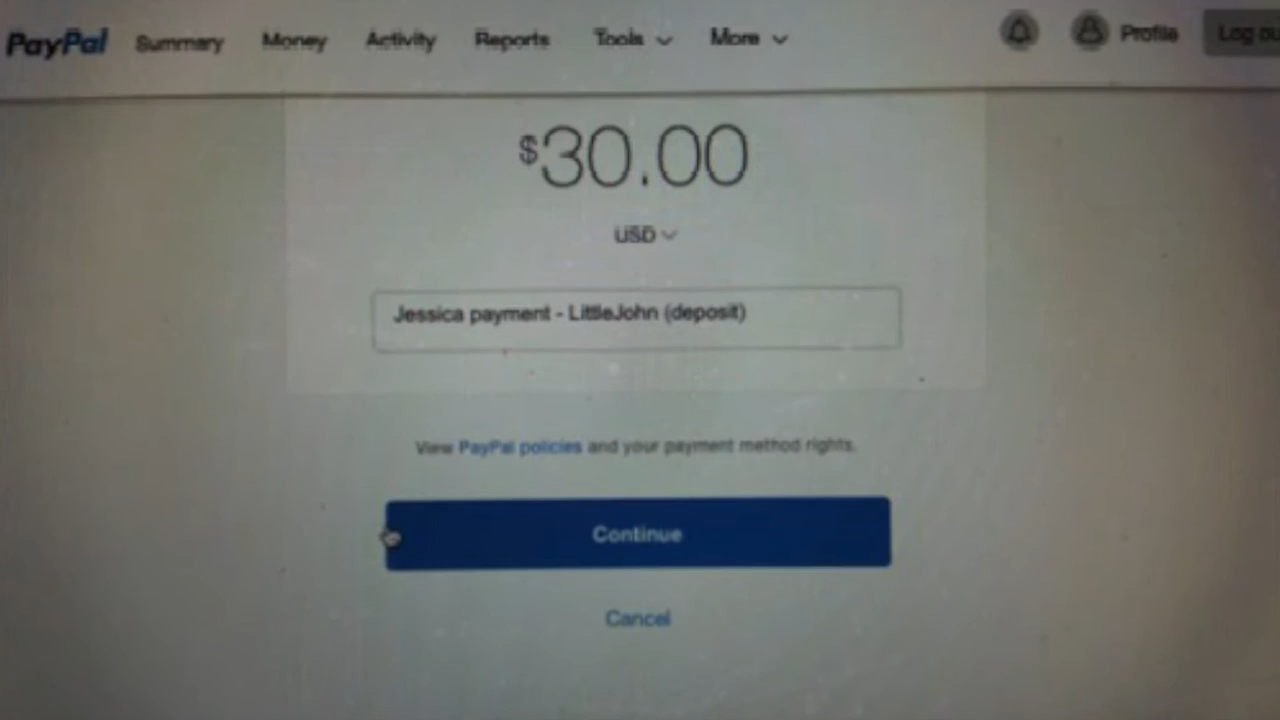 PayPal Summary Money Activity Reports Tools More Profile Log ou
$30.00
USD
Jessica payment - LittleJohn (deposit)
View PayPal policies and your payment method rights.
Continue
Cancel